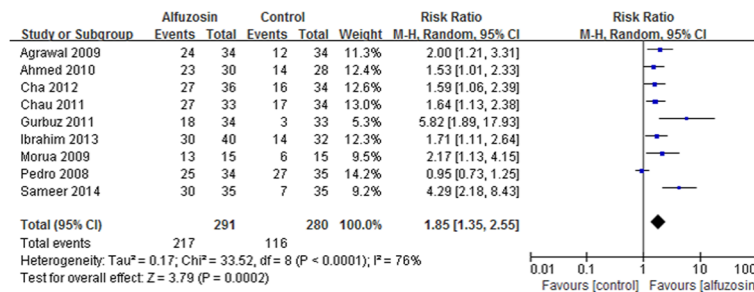 Alfuzosin Control Risk Ratio Risk Ratio
Study or Subgroup Events Total Events Total Weight M-H, Random, 95% CI M-H, Random, 95% CI
Agrawal 2009 24 34 12 34 11.3% 2.00 [1.21, 3.31]
Ahmed 2010 23 30 14 28 12.4% 1.53 [1.01, 2.33]
Cha 2012 27 36 16 34 12.6% 1.59 [1.06, 2.39]
Chau 2011 27 33 17 34 13.1% 1.64 [1.13, 2.38]
Gurbuz 2011 18 34 3 33 5.3% 5.82 [1.89, 17.93]
Ibrahim 2013 30 40 14 32 12.2% 1.71 [1.11, 2.64]
Morua 2009 13 15 6 15 9.5% 2.17 [1.13, 4.15]
Pedro 2008 25 34 27 35 14.4% 0.95 [0.73, 1.25]
Sameer 2014 30 35 7 35 9.2% 4.29 [2.18, 8.43]
Total (95% CI) 291 280 100.0% 1.85 [1.35, 2.55]
Total events 217 116
Heterogeneity: Tau² = 0.17; Chi² = 33.52, df = 8 (P < 0.0001); I² = 76%
Test for overall effect: Z = 3.79 (P = 0.0002)
0.01 0.1 1 10 100
Favours [control] Favours [alfuzosin]